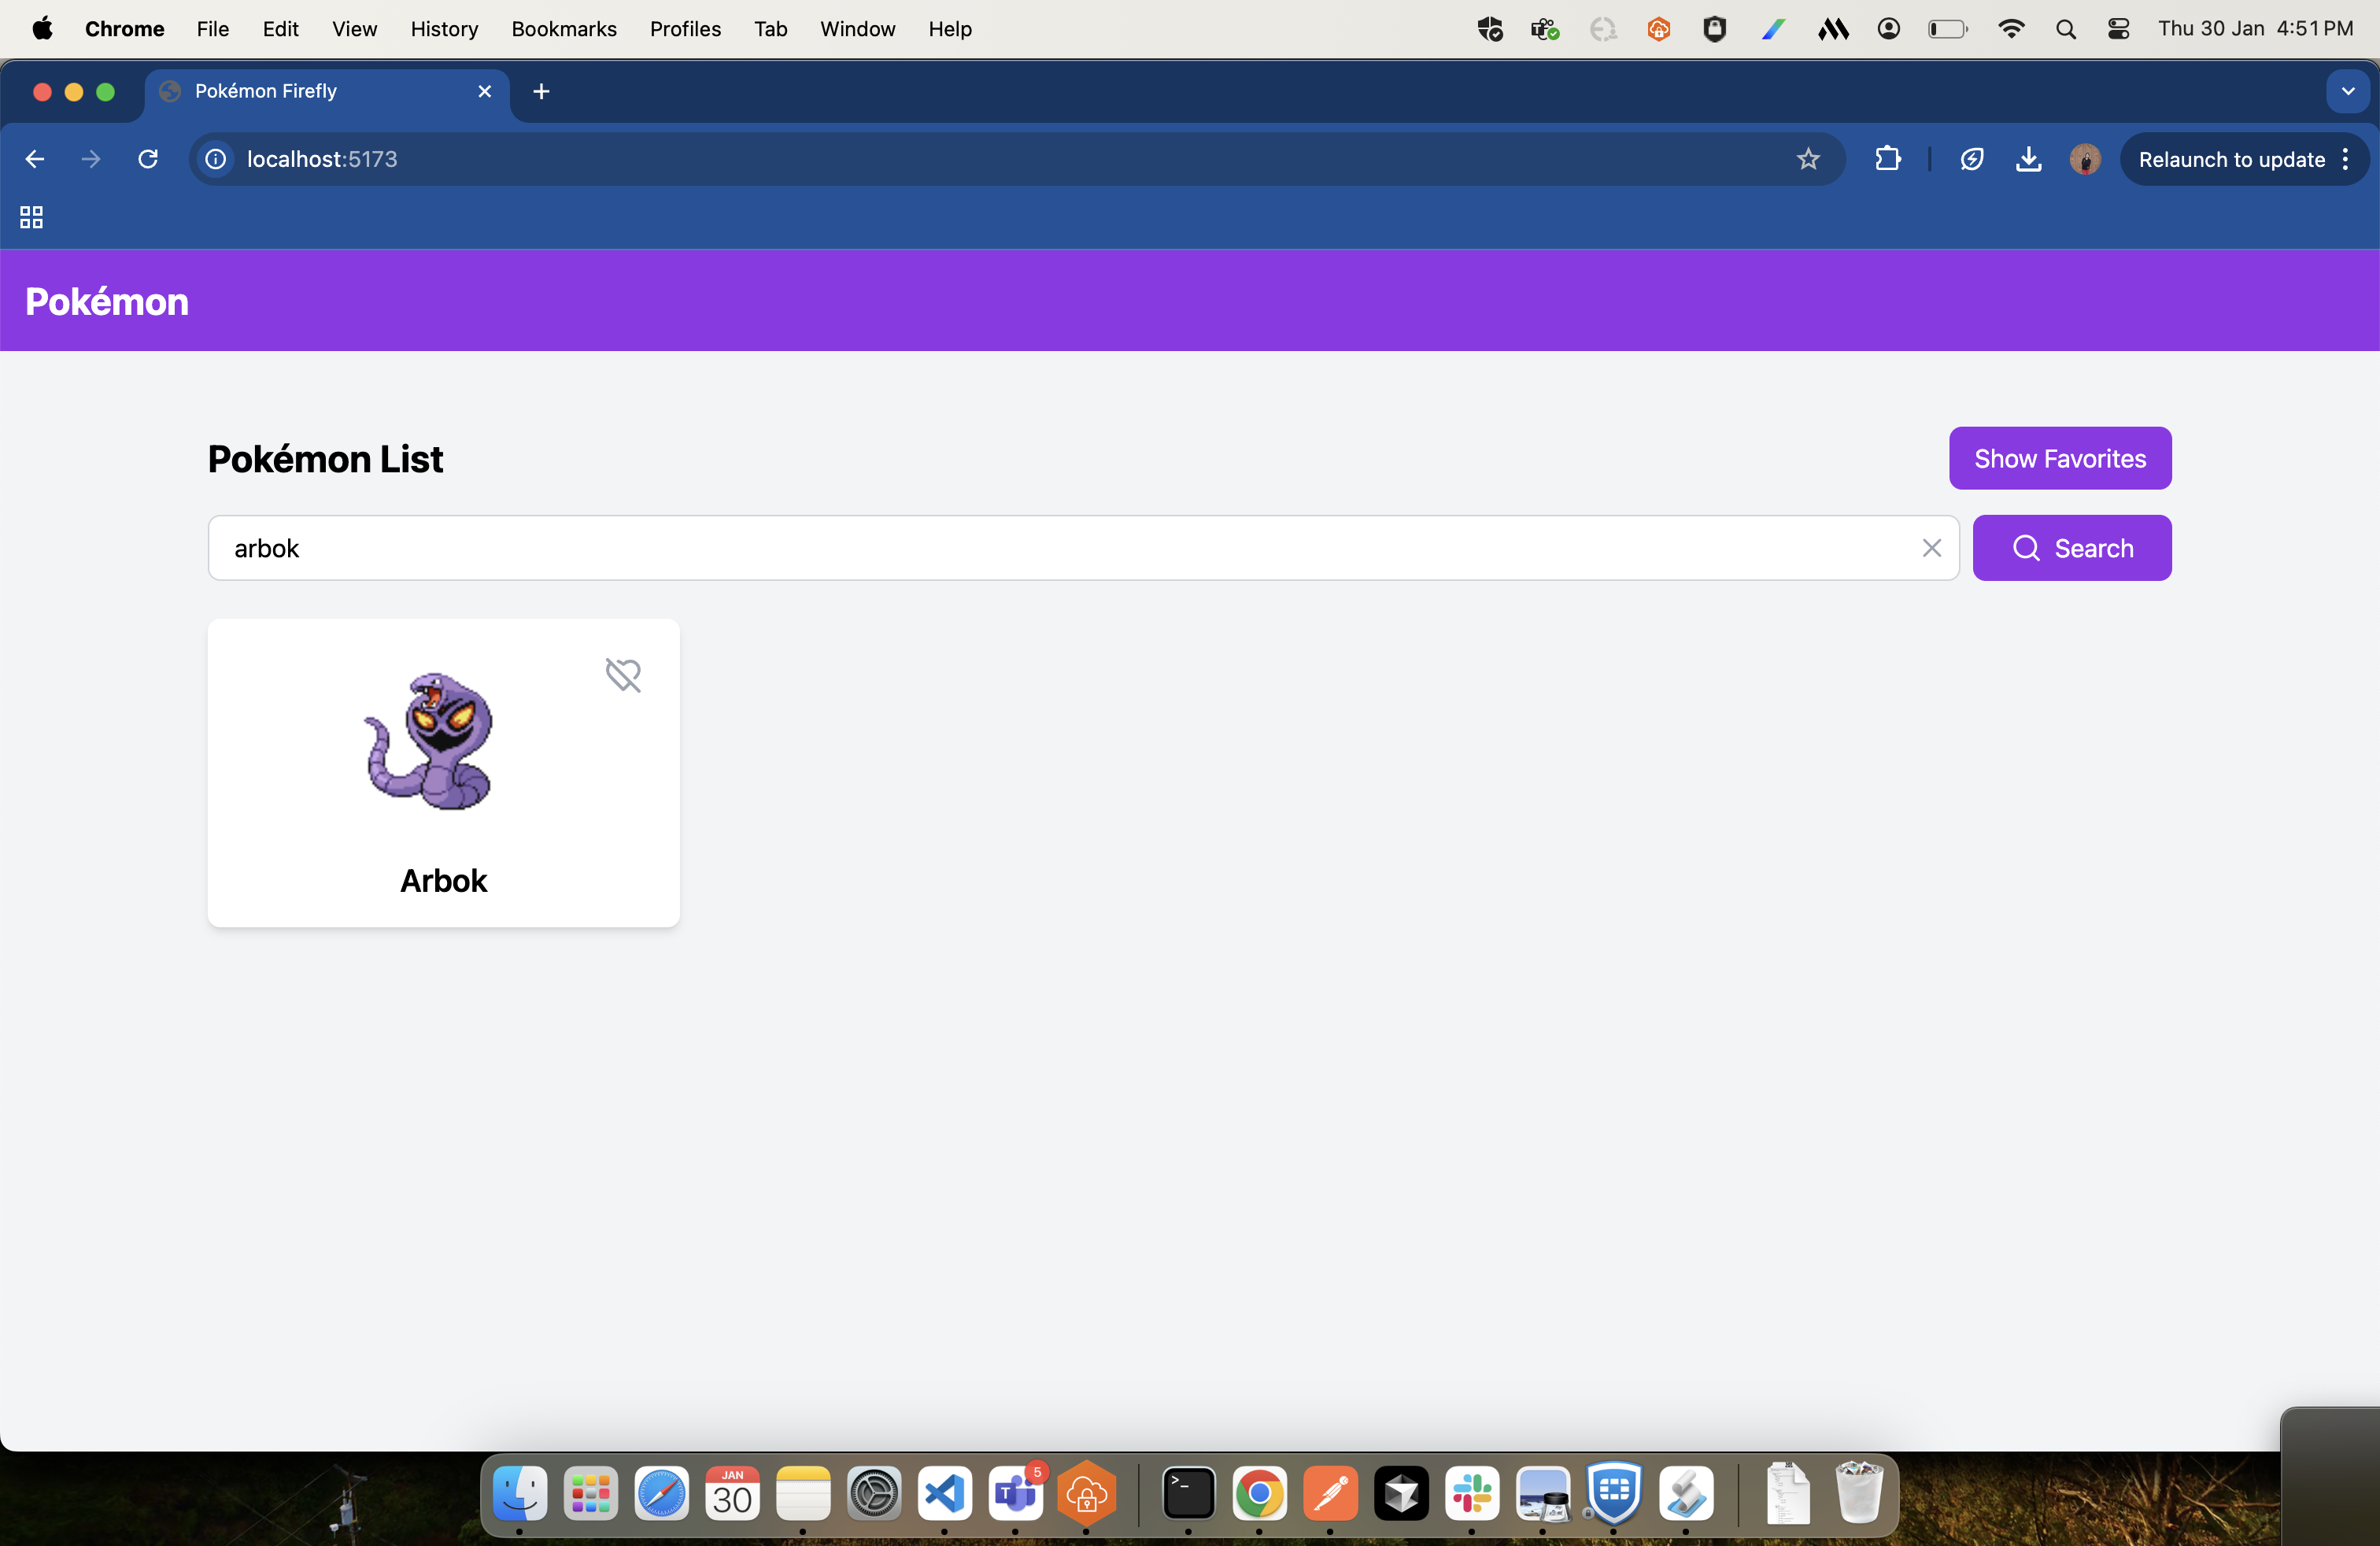 Chrome File Edit View History Bookmarks Profiles Tab Window Help Thu 30 Jan 4:51 PM
Pokémon Firefly
localhost:5173 Relaunch to update
Pokémon
Pokémon List Show Favorites
arbok Search
Arbok
JAN
30
T
5
>_